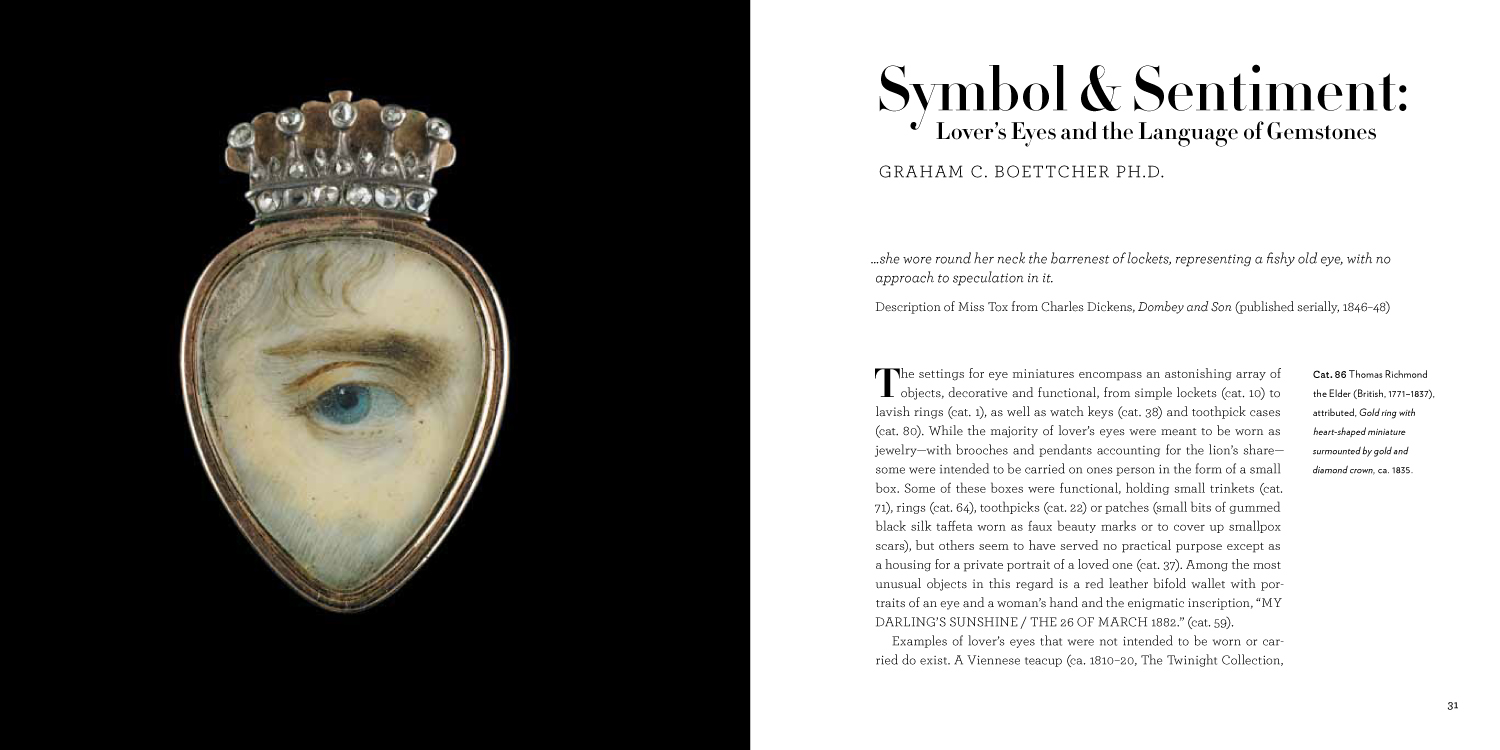 Symbol & Sentiment:
Lover's Eyes and the Language of Gemstones
GRAHAM C. BOETTCHER PH.D.
...she wore round her neck the barrenest of lockets, representing a fishy old eye, with no
approach to speculation in it.
Description of Miss Tox from Charles Dickens, Dombey and Son (published serially, 1846–48)
The settings for eye miniatures encompass an astonishing array of
objects, decorative and functional, from simple lockets (cat. 10) to
lavish rings (cat. 1), as well as watch keys (cat. 38) and toothpick cases
(cat. 80). While the majority of lover's eyes were meant to be worn as
jewelry—with brooches and pendants accounting for the lion's share—
some were intended to be carried on ones person in the form of a small
box. Some of these boxes were functional, holding small trinkets (cat.
71), rings (cat. 64), toothpicks (cat. 22) or patches (small bits of gummed
black silk taffeta worn as faux beauty marks or to cover up smallpox
scars), but others seem to have served no practical purpose except as
a housing for a private portrait of a loved one (cat. 37). Among the most
unusual objects in this regard is a red leather bifold wallet with por-
traits of an eye and a woman's hand and the enigmatic inscription, "MY
DARLING'S SUNSHINE / THE 26 OF MARCH 1882." (cat. 59).
Examples of lover's eyes that were not intended to be worn or car-
ried do exist. A Viennese teacup (ca. 1810–20, The Twinight Collection,
Cat. 86 Thomas Richmond
the Elder (British, 1771–1837),
attributed, Gold ring with
heart-shaped miniature
surmounted by gold and
diamond crown, ca. 1835.
31